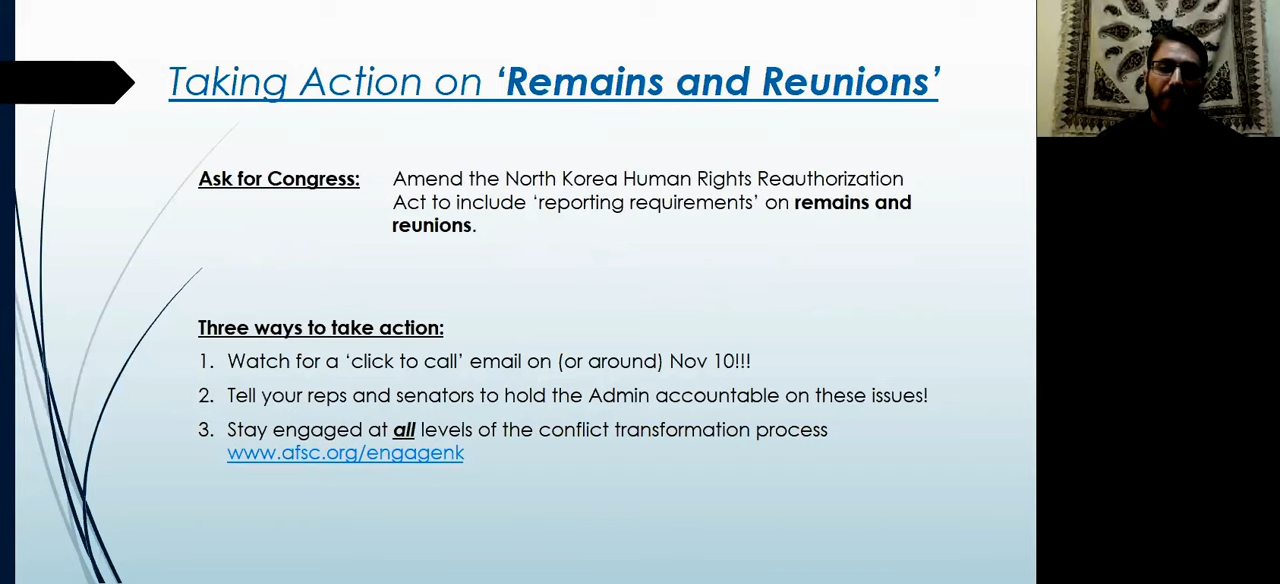 Taking Action on ‘Remains and Reunions’
Ask for Congress:
Amend the North Korea Human Rights Reauthorization
Act to include ‘reporting requirements’ on remains and
reunions.
Three ways to take action:
1. Watch for a ‘click to call’ email on (or around) Nov 10!!!
2. Tell your reps and senators to hold the Admin accountable on these issues!
3. Stay engaged at all levels of the conflict transformation process
www.afsc.org/engagenk